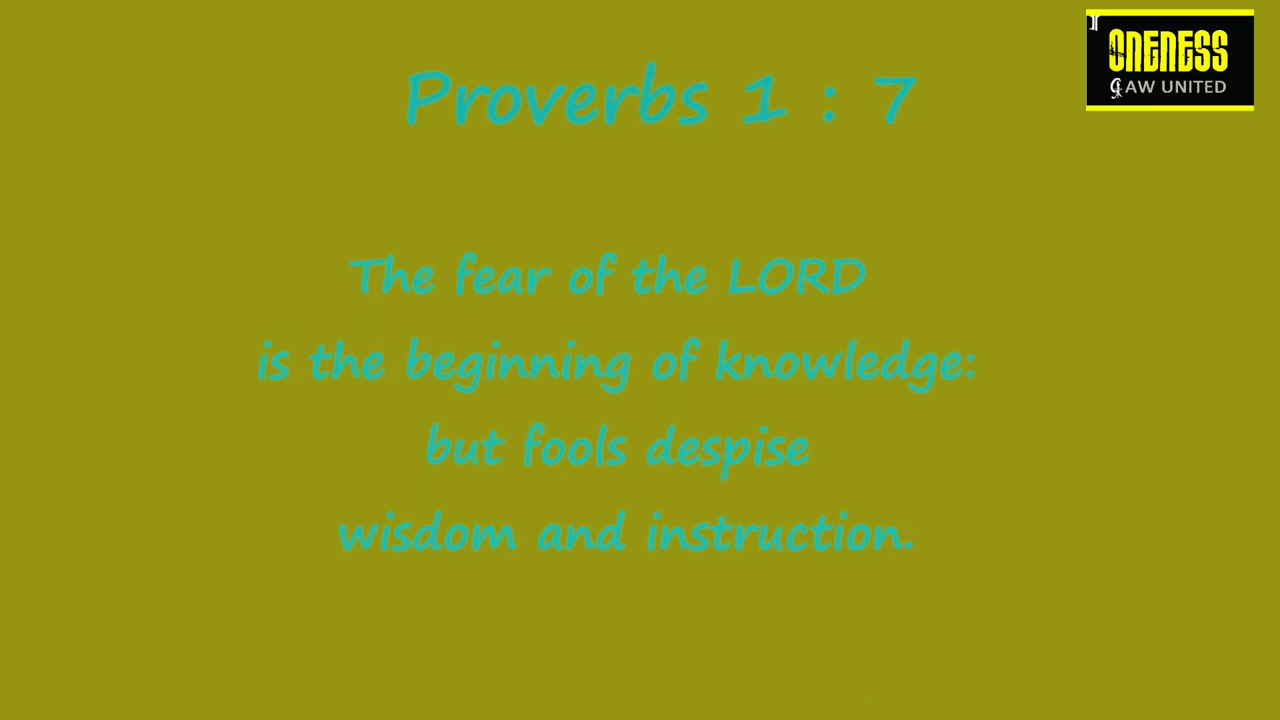 Proverbs 1 : 7
ONENESS
LAW UNITED
The fear of the LORD
is the beginning of knowledge:
but fools despise
wisdom and instruction.